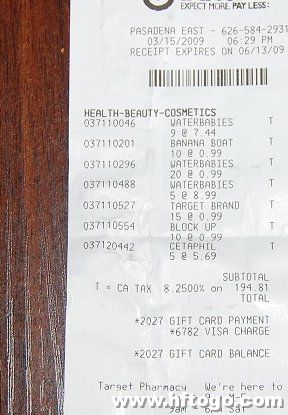 EXPECT MORE. PAY LESS:
PASADENA EAST - 626-584-2931
03/15/2009 06:29 PM
RECEIPT EXPIRES ON 06/13/09
HEALTH-BEAUTY-COSMETICS
037110046 WATERBABIES T
9 @ 7.44
037110201 BANANA BOAT T
10 @ 0.99
037110296 WATERBABIES T
20 @ 0.99
037110488 WATERBABIES T
5 @ 8.99
037110527 TARGET BRAND T
15 @ 0.99
037110554 BLOCK UP T
10 @ 0.99
037120442 CETAPHIL T
5 @ 5.69
SUBTOTAL
T = CA TAX 8.2500% on 194.81
TOTAL
*2027 GIFT CARD PAYMENT
*6782 VISA CHARGE
*2027 GIFT CARD BALANCE
Target Pharmacy We're here to
www.hftogo.com
9am - Sat